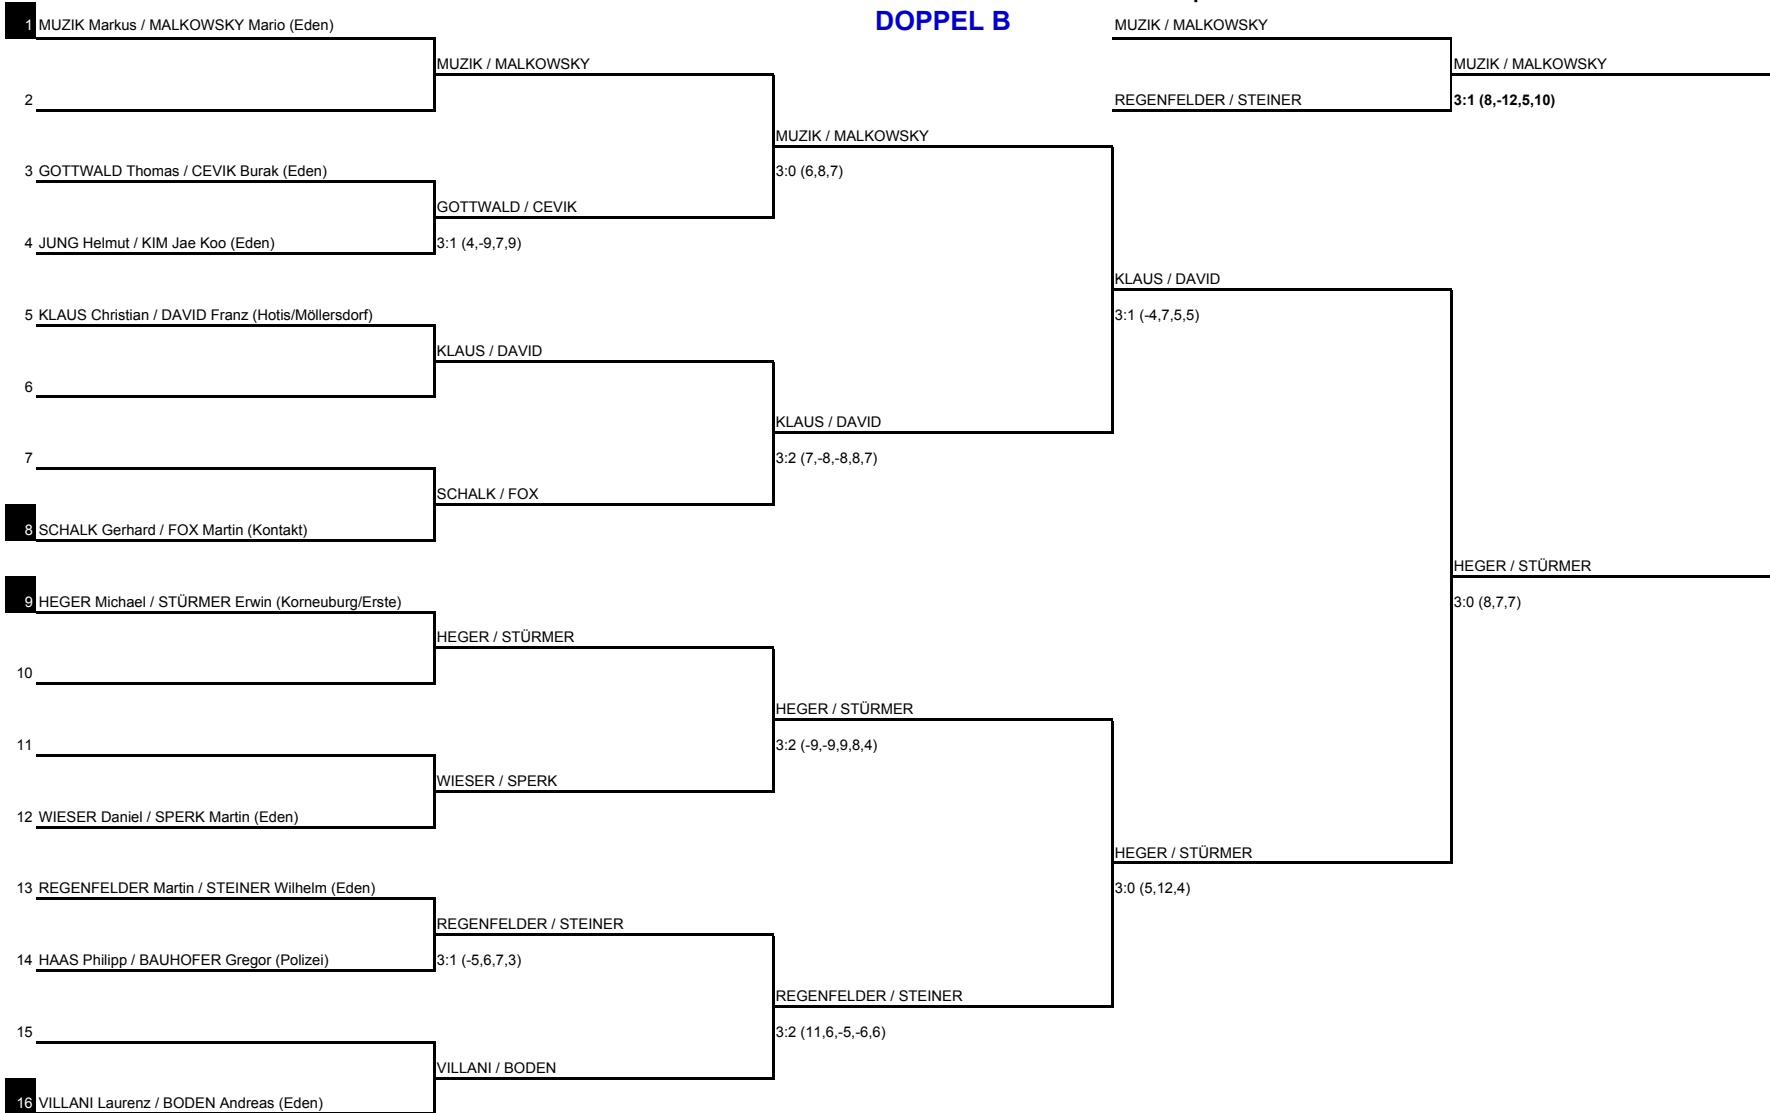 DOPPEL B
1 MUZIK Markus / MALKOWSKY Mario (Eden)
MUZIK / MALKOWSKY
MUZIK / MALKOWSKY
MUZIK / MALKOWSKY
2
REGENFELDER / STEINER
3:1 (8,-12,5,10)
MUZIK / MALKOWSKY
3 GOTTWALD Thomas / CEVIK Burak (Eden)
3:0 (6,8,7)
GOTTWALD / CEVIK
4 JUNG Helmut / KIM Jae Koo (Eden)
3:1 (4,-9,7,9)
KLAUS / DAVID
5 KLAUS Christian / DAVID Franz (Hotis/Möllersdorf)
3:1 (-4,7,5,5)
KLAUS / DAVID
6
KLAUS / DAVID
7
3:2 (7,-8,-8,8,7)
SCHALK / FOX
8 SCHALK Gerhard / FOX Martin (Kontakt)
HEGER / STÜRMER
9 HEGER Michael / STÜRMER Erwin (Korneuburg/Erste)
3:0 (8,7,7)
HEGER / STÜRMER
10
HEGER / STÜRMER
11
3:2 (-9,-9,9,8,4)
WIESER / SPERK
12 WIESER Daniel / SPERK Martin (Eden)
HEGER / STÜRMER
13 REGENFELDER Martin / STEINER Wilhelm (Eden)
3:0 (5,12,4)
REGENFELDER / STEINER
14 HAAS Philipp / BAUHOFER Gregor (Polizei)
3:1 (-5,6,7,3)
REGENFELDER / STEINER
15
3:2 (11,6,-5,-6,6)
VILLANI / BODEN
16 VILLANI Laurenz / BODEN Andreas (Eden)